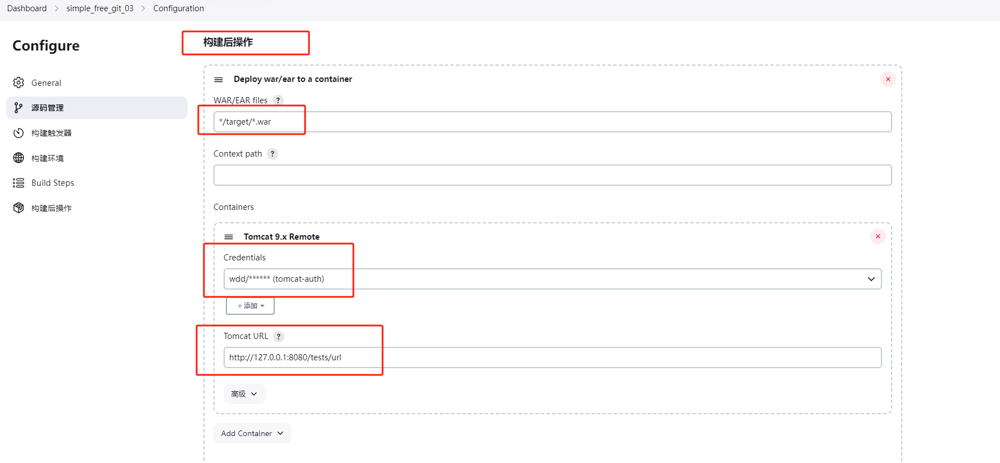 Dashboard > simple_free_git_03 > Configuration
Configure
General
源码管理
构建触发器
构建环境
Build Steps
构建后操作
构建后操作
Deploy war/ear to a container
WAR/EAR files ?
*/target/*.war
Context path ?
Containers
Tomcat 9.x Remote
Credentials
wdd/****** (tomcat-auth)
+添加
Tomcat URL ?
http://127.0.0.1:8080/tests/url
高级
Add Container